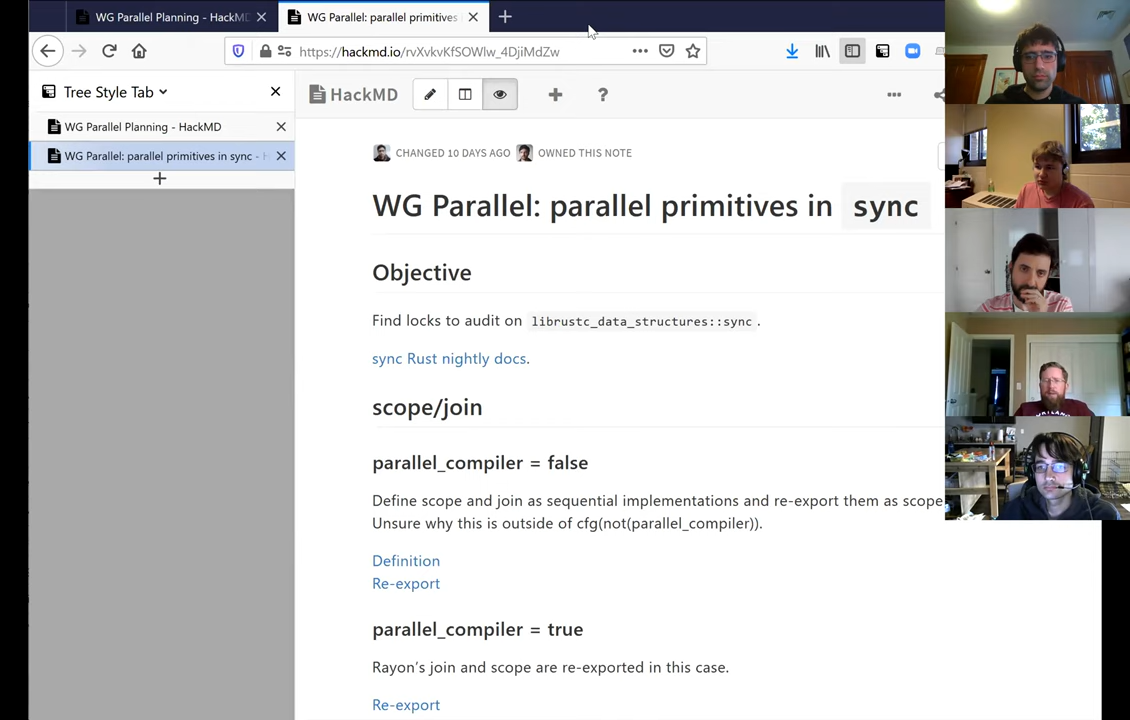 WG Parallel Planning - HackMD
WG Parallel: parallel primitives
https://hackmd.io/rvXvkvKfSOWlw_4DjiMdZw
Tree Style Tab
HackMD
WG Parallel Planning - HackMD
WG Parallel: parallel primitives in sync -
CHANGED 10 DAYS AGO OWNED THIS NOTE
WG Parallel: parallel primitives in sync
Objective
Find locks to audit on librustc_data_structures::sync.
sync Rust nightly docs.
scope/join
parallel_compiler = false
Define scope and join as sequential implementations and re-export them as scope
Unsure why this is outside of cfg(not(parallel_compiler)).
Definition
Re-export
parallel_compiler = true
Rayon's join and scope are re-exported in this case.
Re-export